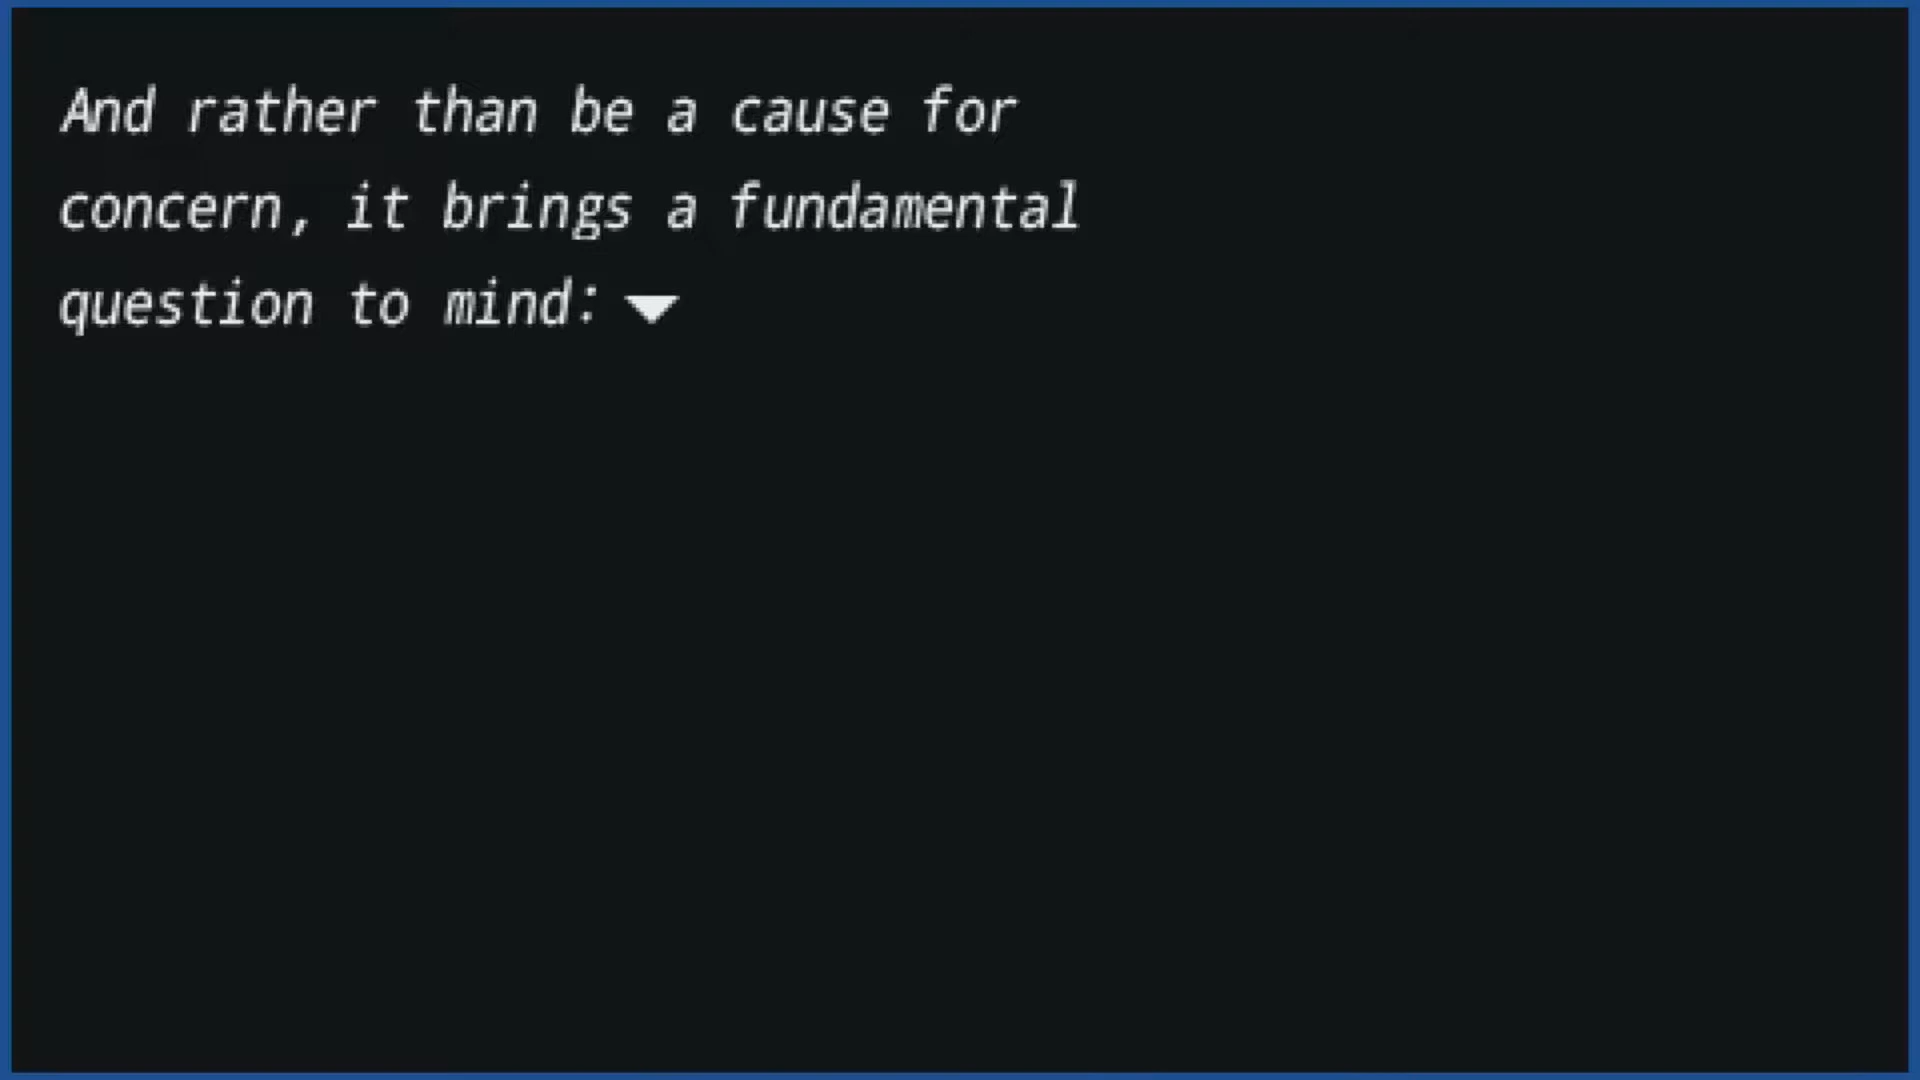 And rather than be a cause for
concern, it brings a fundamental
question to mind: